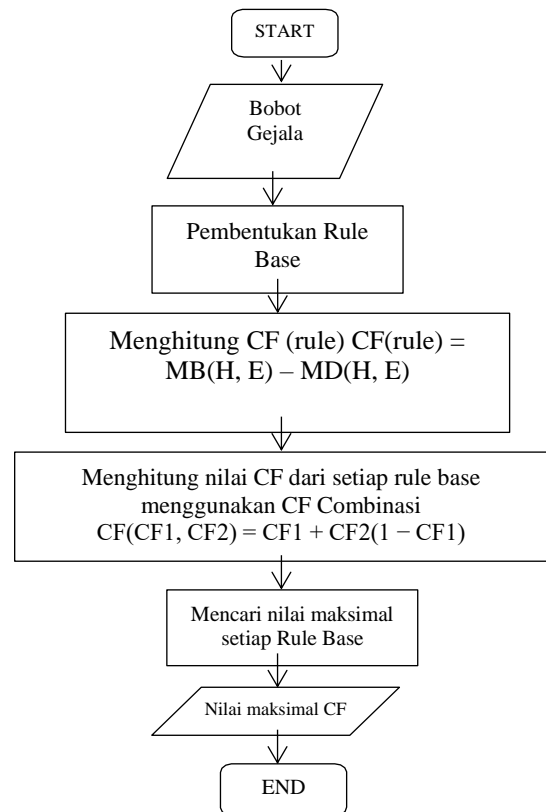 START
Bobot
Gejala
Pembentukan Rule
Base
Menghitung CF (rule) CF(rule) =
MB(H, E) – MD(H, E)
Menghitung nilai CF dari setiap rule base
menggunakan CF Combinasi
CF(CF1, CF2) = CF1 + CF2(1 − CF1)
Mencari nilai maksimal
setiap Rule Base
Nilai maksimal CF
END